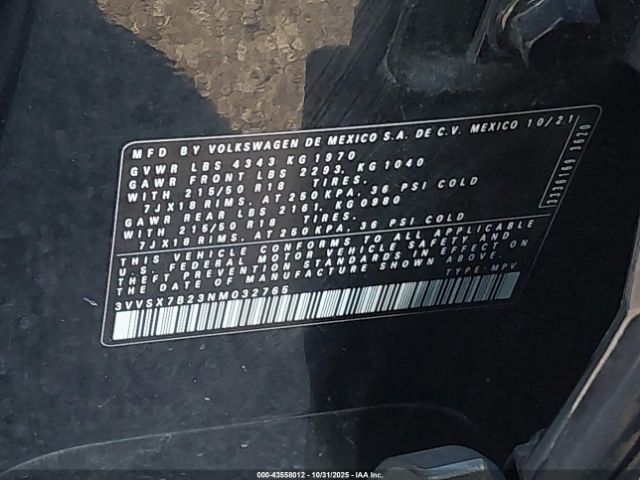 MFD BY VOLKSWAGEN DE MEXICO S.A. DE C.V. MEXICO 10/21
GVWR LBS 4343 KG 1970
GAWR FRONT LBS 2293, KG 1040
WITH 215/50 R18 TIRES.
7JX18 RIMS, AT 250 KPA, 36 PSI COLD
GAWR REAR LBS 2161, KG 0980
WITH 215/50 R18 TIRES.
7JX18 RIMS, AT 250 KPA, 36 PSI COLD
THIS VEHICLE CONFORMS TO ALL APPLICABLE
U.S. FEDERAL MOTOR VEHICLE SAFETY AND
THEFT PREVENTION STANDARDS IN EFFECT ON
THE DATE OF MANUFACTURE SHOWN ABOVE.
3VVSX7B23NM032765 TYPE: MPV
000-43558012 - 10/31/2025 - © IAA Inc.